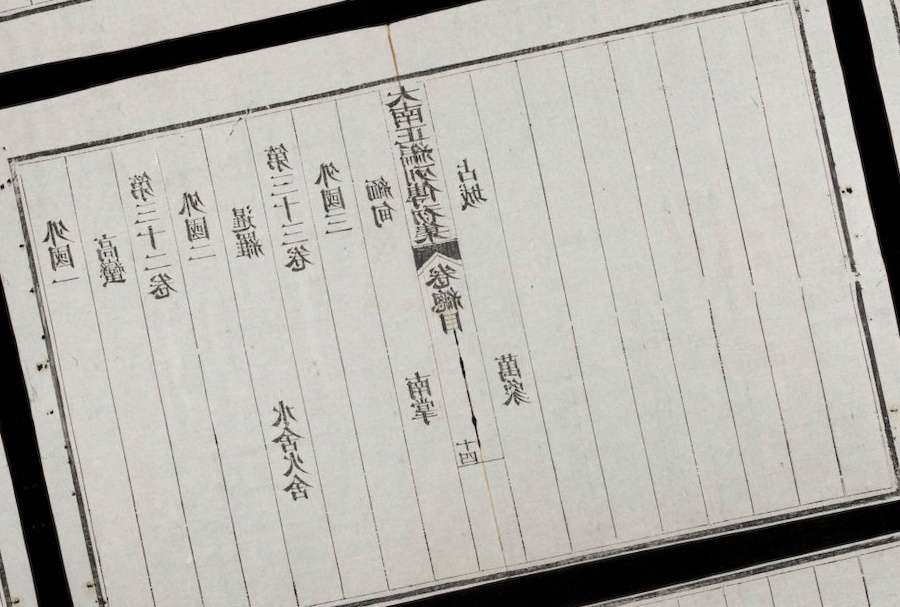 外國一
高蠻
第三十二卷
外國二
暹羅 水舍火舍
第三十三卷
外國三
緬甸 南掌
大南正編列傳初集 卷總目 十四
占城 萬象